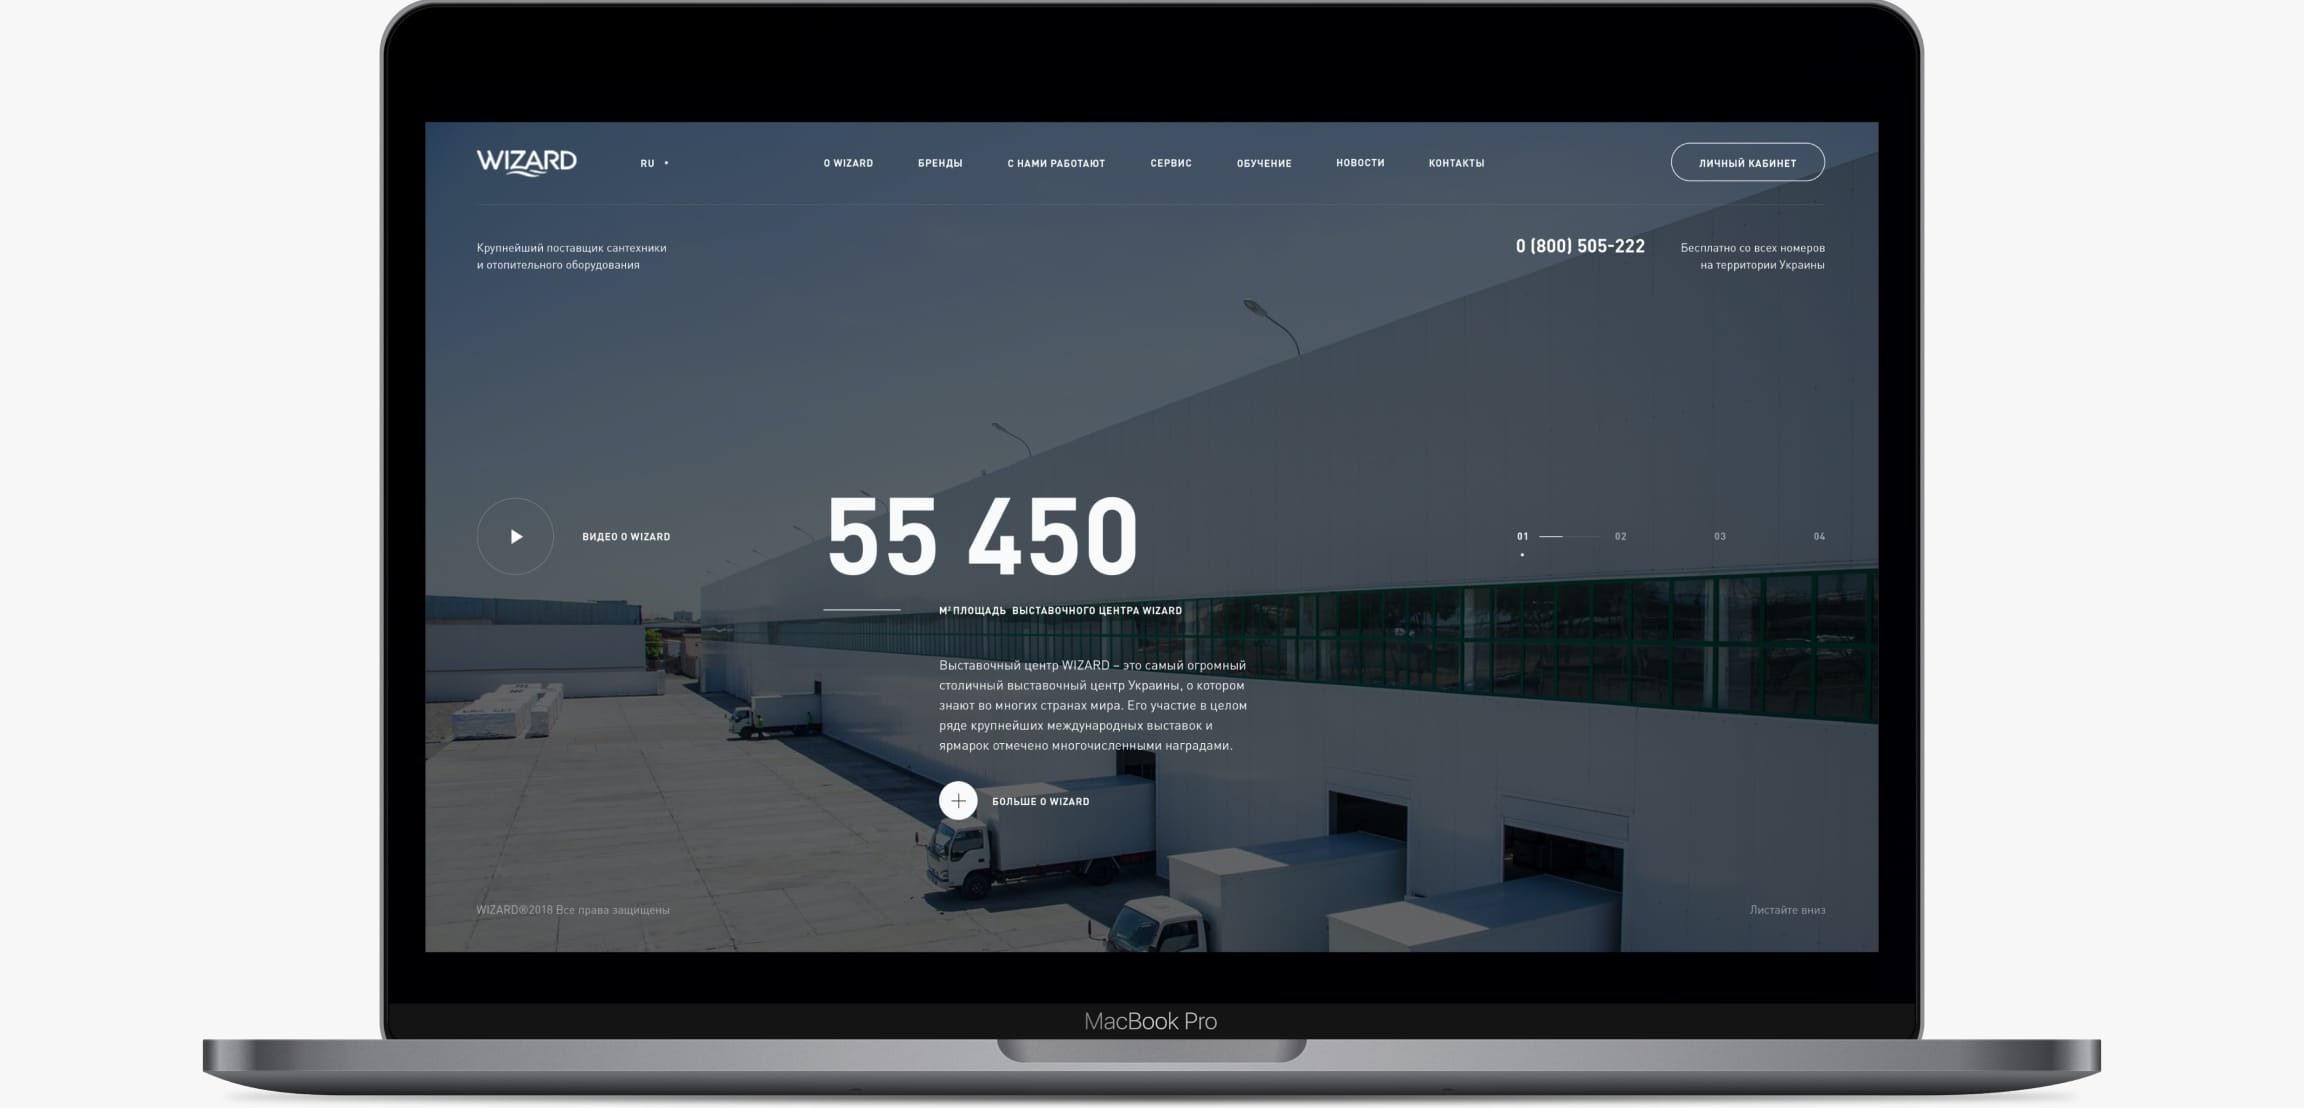 WIZARD
RU
О WIZARD
БРЕНДЫ
С НАМИ РАБОТАЮТ
СЕРВИС
ОБУЧЕНИЕ
НОВОСТИ
КОНТАКТЫ
ЛИЧНЫЙ КАБИНЕТ
Крупнейший поставщик сантехники
и отопительного оборудования
0 (800) 505-222
Бесплатно со всех номеров
на территории Украины
ВИДЕО О WIZARD
55 450
01
02
03
04
М² ПЛОЩАДЬ ВЫСТАВОЧНОГО ЦЕНТРА WIZARD
Выставочный центр WIZARD – это самый огромный
столичный выставочный центр Украины, о котором
знают во многих странах мира. Его участие в целом
ряде крупнейших международных выставок и
ярмарок отмечено многочисленными наградами.
БОЛЬШЕ О WIZARD
WIZARD®2018 Все права защищены
Листайте вниз
MacBook Pro